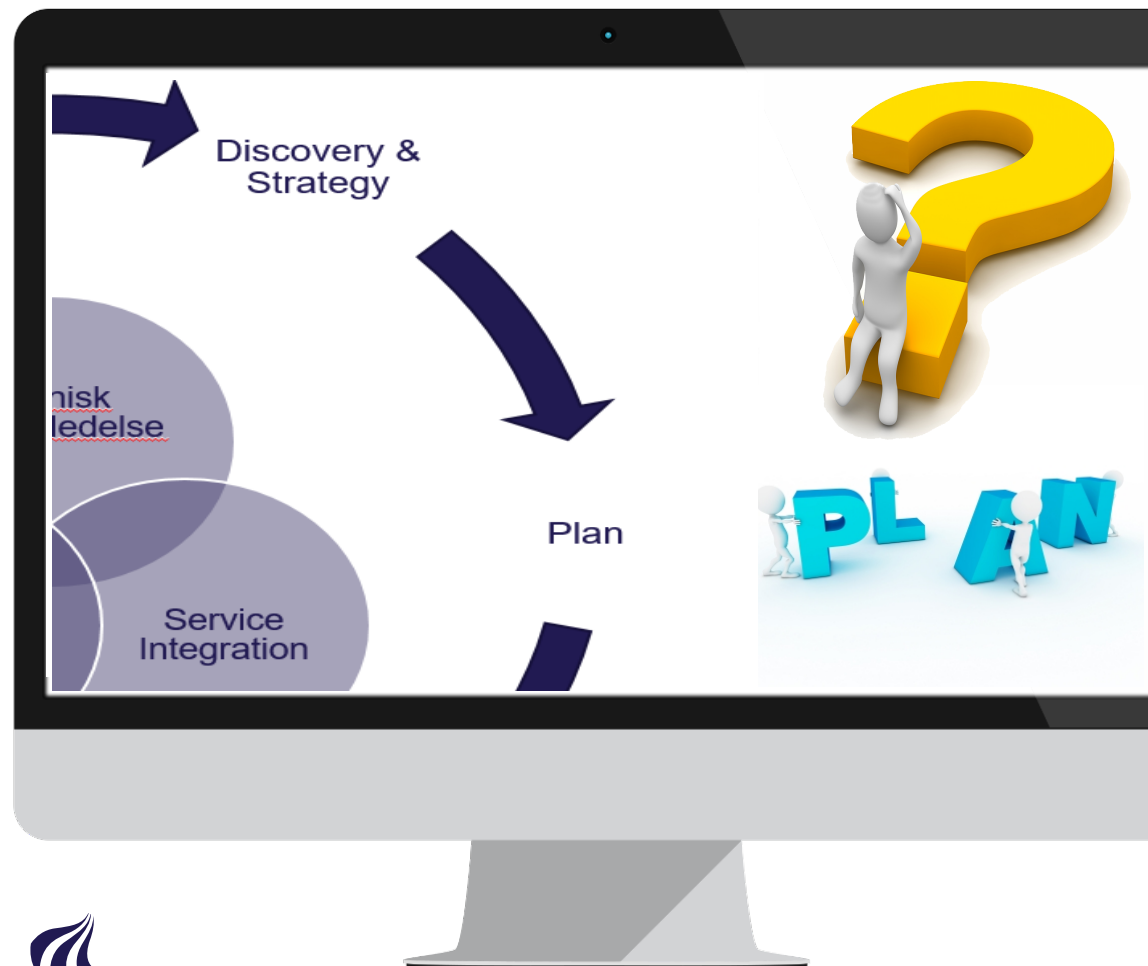 Discovery &
Strategy
nisk
ledelse
Plan
Service
Integration
PLAN